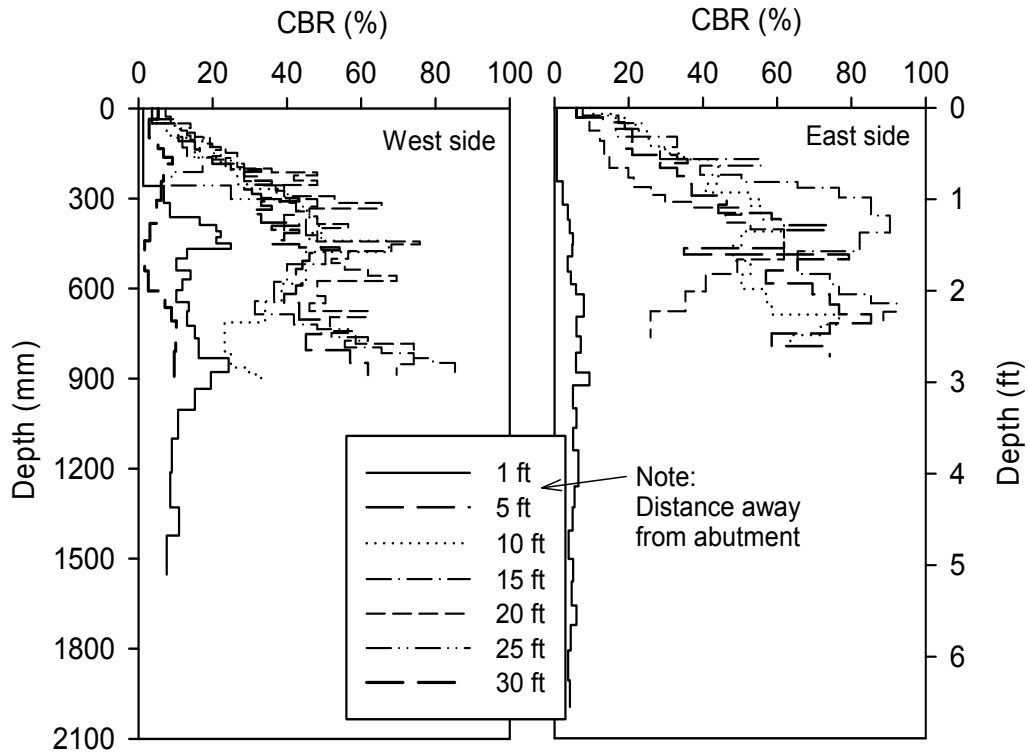 CBR (%)
CBR (%)
0 20 40 60 80 100
0 20 40 60 80 100
West side
East side
Depth (mm)
0
300
600
900
1200
1500
1800
2100
Depth (ft)
0
1
2
3
4
5
6
1 ft
5 ft
10 ft
15 ft
20 ft
25 ft
30 ft
Note:
Distance away
from abutment